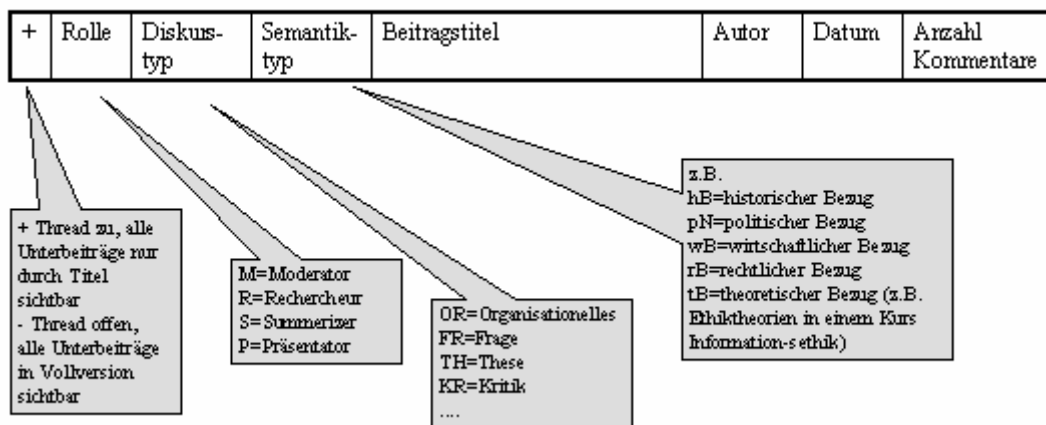 + Rolle Diskurs- Semantik- Beitragstitel Autor Datum Anzahl
typ typ Kommentare
+ Thread zu, alle
Unterbeiträge nur
durch Titel
sichtbar
- Thread offen,
alle Unterbeiträge
in Vollversion
sichtbar
M=Moderator
R=Rechercheur
S=Summerizer
P=Präsentator
OR=Organisationelles
FR=Frage
TH=These
KR=Kritik
....
z.B.
hB=historischer Bezug
pN=politischer Bezug
wB=wirtschaftlicher Bezug
rB=rechtlicher Bezug
tB=theoretischer Bezug (z.B.
Ethiktheorien in einem Kurs
Information-sethik)